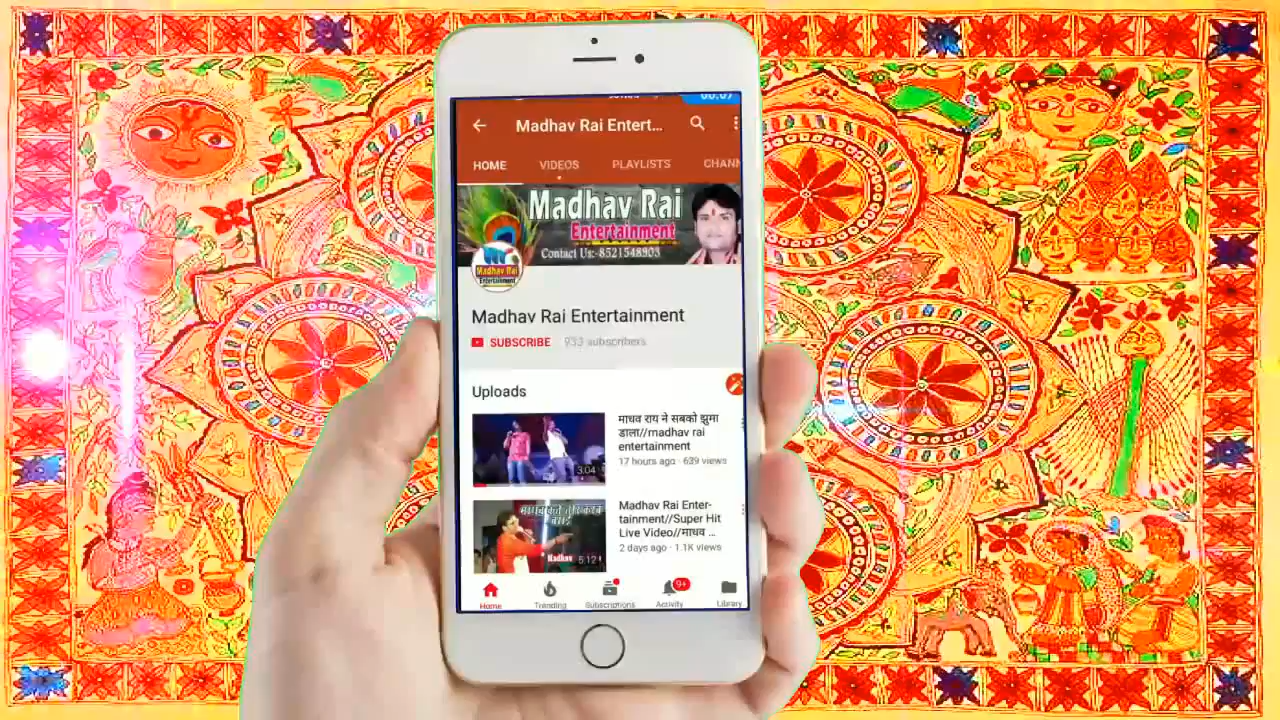 Madhav Rai Entert...
HOME VIDEOS PLAYLISTS CHANN
Madhav Rai
Entertainment
Contact Us:-8521548903
Madhav Rai
Entertainment
Madhav Rai Entertainment
SUBSCRIBE 933 subscribers
Uploads
माधव राय ने सबको झुमा
डाला//madhav rai
entertainment
17 hours ago · 639 views
3:04
Madhav Rai Enter-
tainment//Super Hit
Live Video//माधव ...
2 days ago · 1.1K views
Madhav
5:12
9+
Home Trending Subscriptions Activity Library